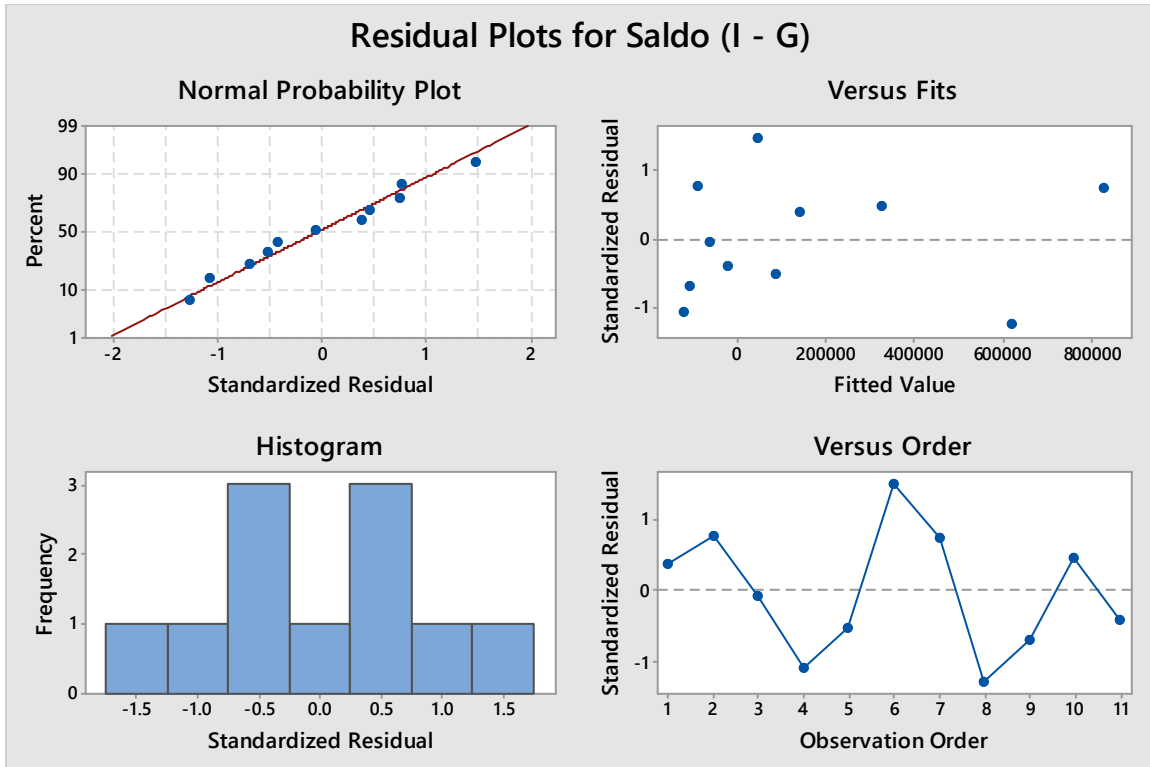 Residual Plots for Saldo (I - G)
Normal Probability Plot
99
90
50
10
1
Percent
-2 -1 0 1 2
Standardized Residual
Versus Fits
1
0
-1
Standardized Residual
0 200000 400000 600000 800000
Fitted Value
Histogram
3
2
1
0
Frequency
-1.5 -1.0 -0.5 0.0 0.5 1.0 1.5
Standardized Residual
Versus Order
1
0
-1
Standardized Residual
1 2 3 4 5 6 7 8 9 10 11
Observation Order